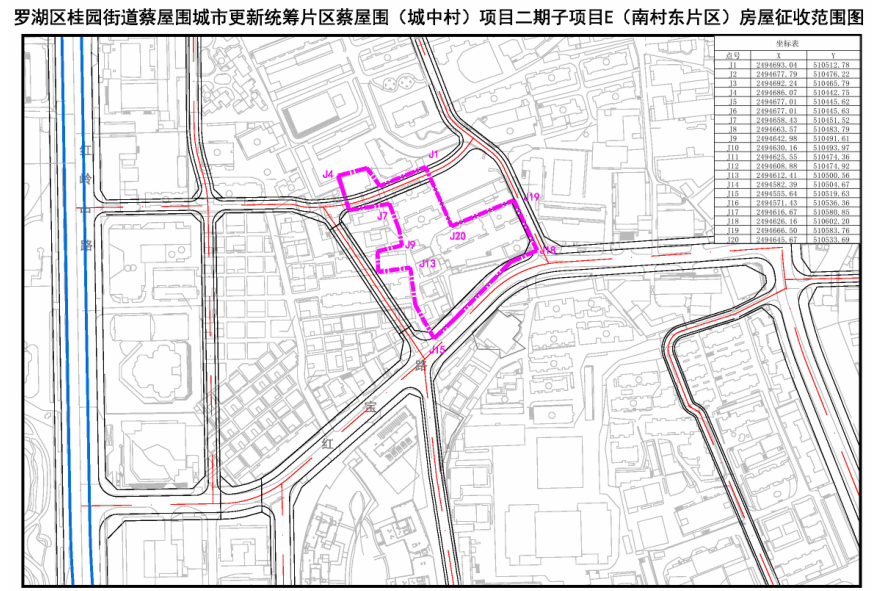 罗湖区桂园街道蔡屋围城市更新统筹片区蔡屋围（城中村）项目二期子项目E（南村东片区）房屋征收范围图
坐标表
点号 X Y
J1 2494693.04 510512.78
J2 2494677.79 510476.22
J3 2494692.24 510465.79
J4 2494686.07 510442.75
J5 2494677.01 510445.62
J6 2494677.01 510445.63
J7 2494658.43 510451.52
J8 2494663.57 510483.79
J9 2494642.98 510491.61
J10 2494630.16 510493.97
J11 2494625.55 510474.36
J12 2494608.88 510474.92
J13 2494612.41 510500.56
J14 2494582.39 510504.67
J15 2494555.64 510519.63
J16 2494571.43 510536.36
J17 2494616.67 510580.85
J18 2494626.16 510602.20
J19 2494666.50 510583.76
J20 2494645.67 510533.69
红
岭
中
路
J1
J4
J19
J7
J20
J9
J18
J13
J15
路
宝
红